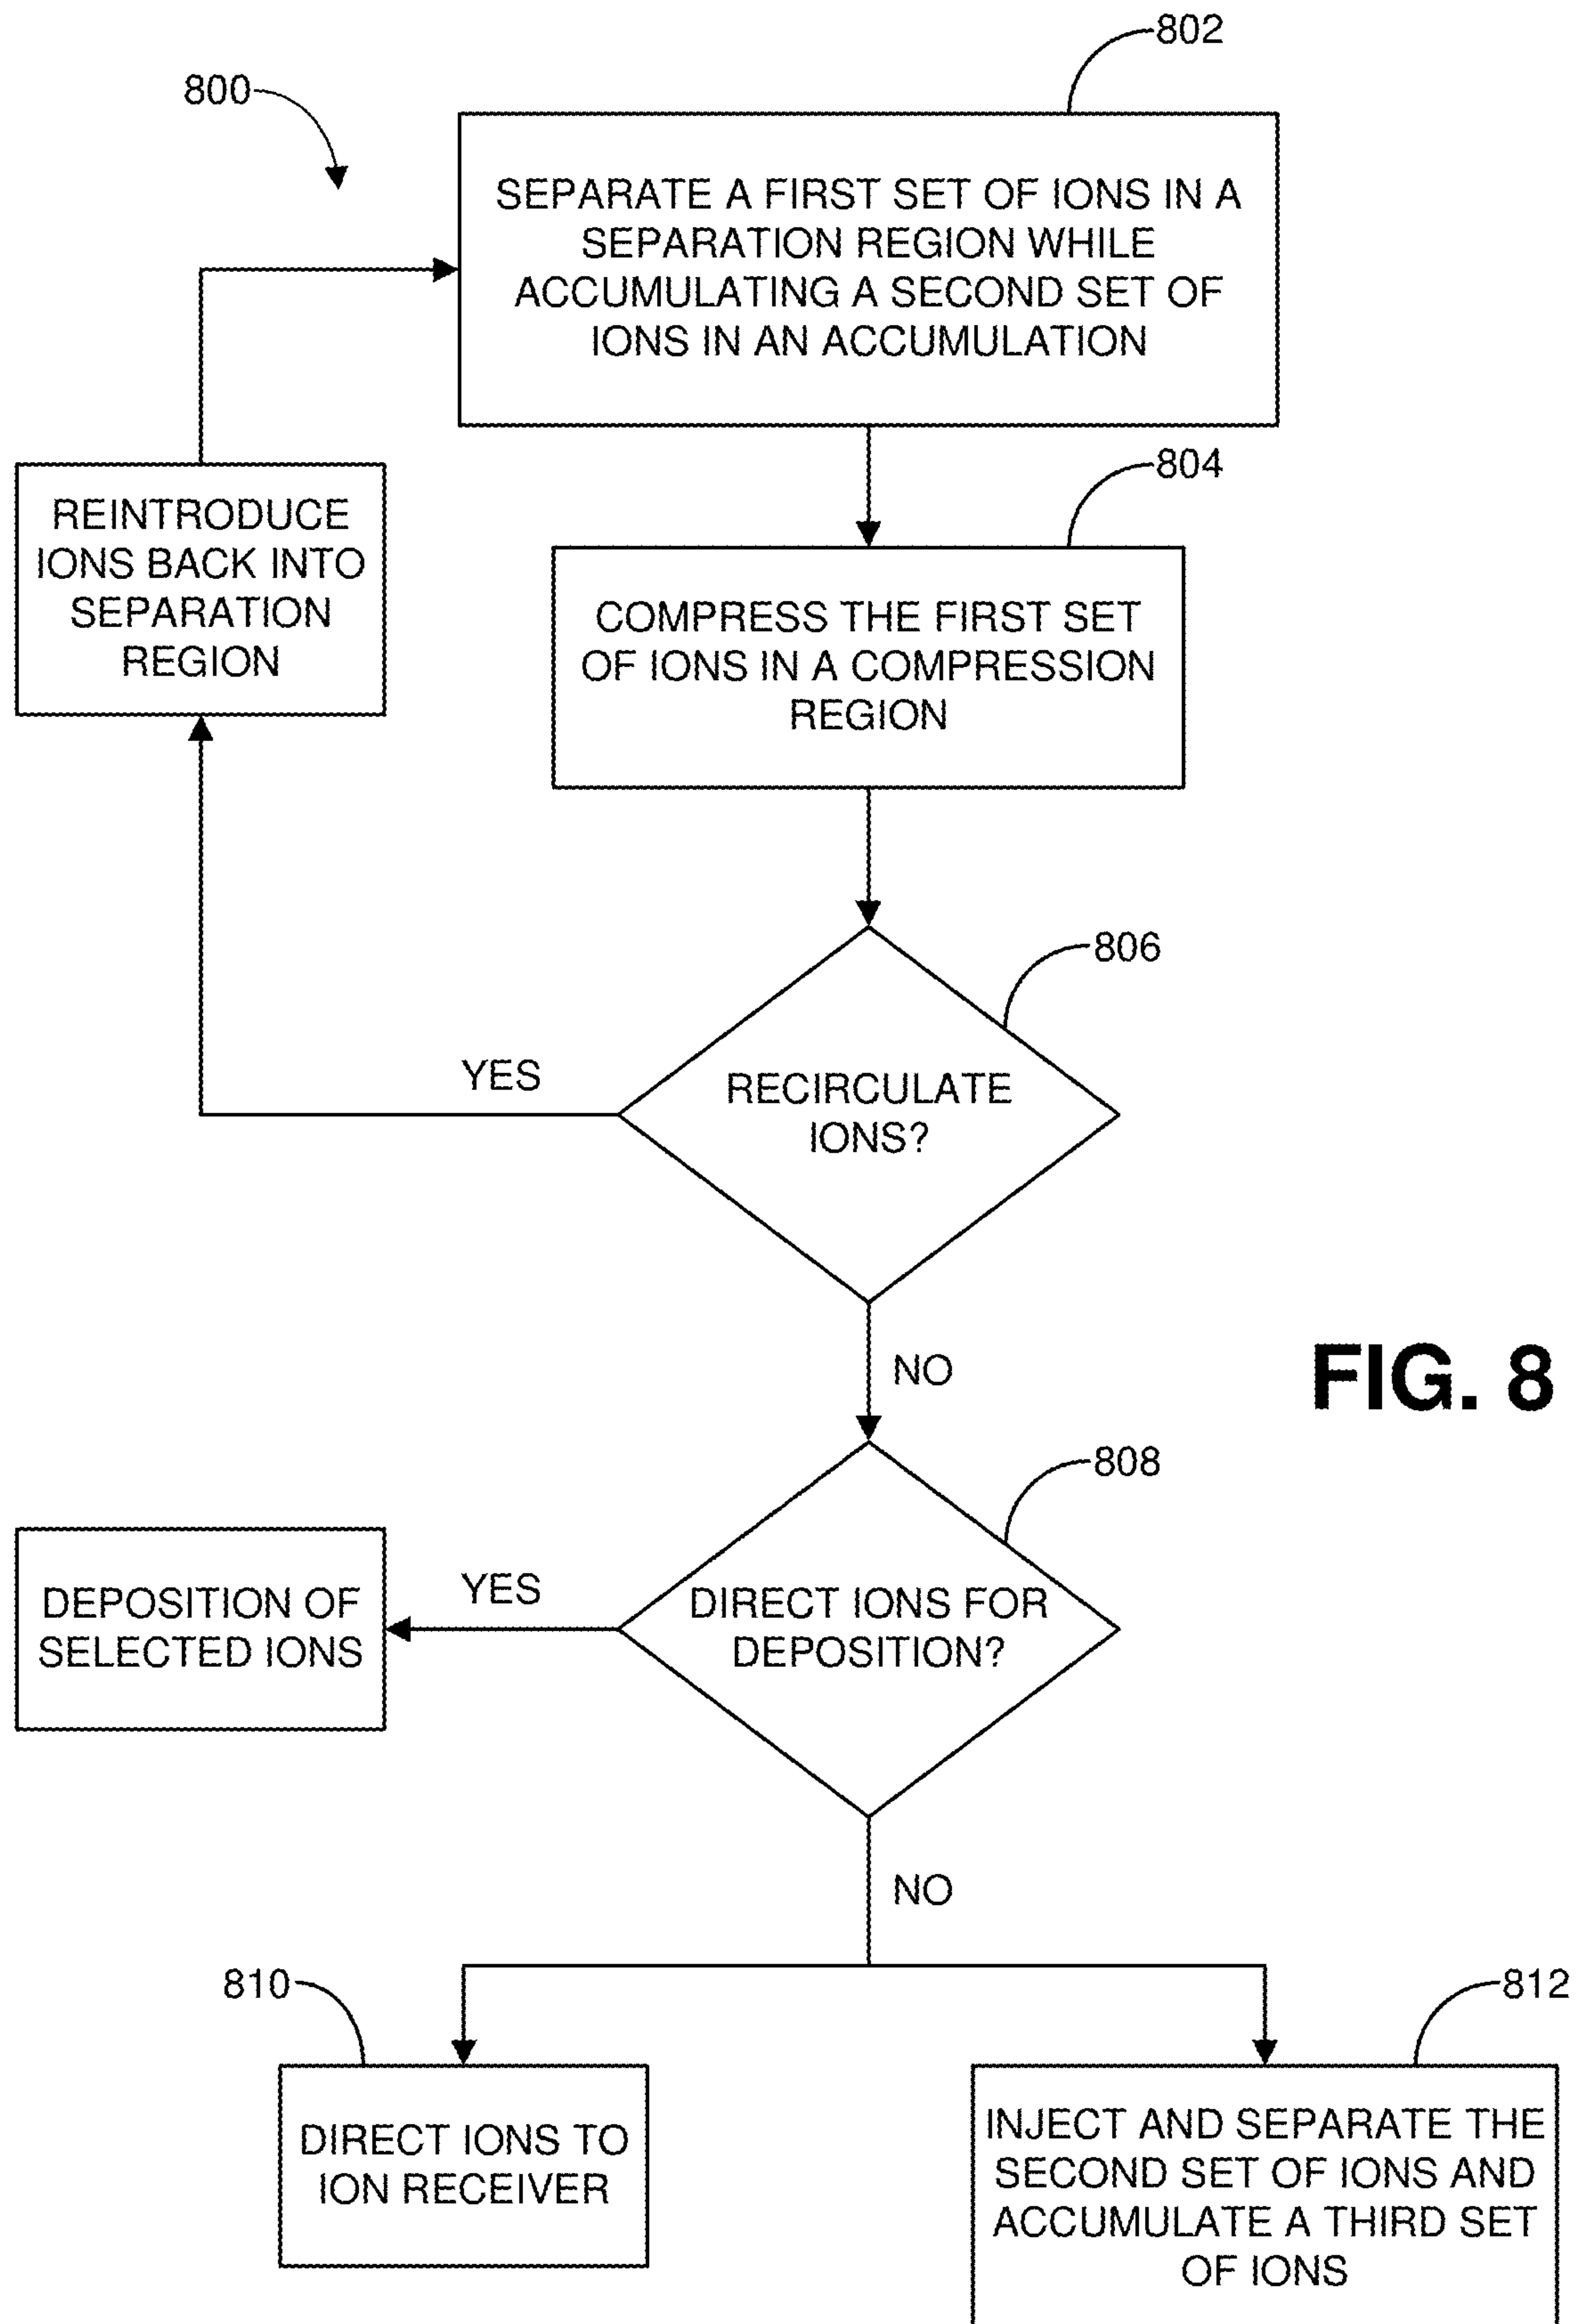 802
800
SEPARATE A FIRST SET OF IONS IN A
SEPARATION REGION WHILE
ACCUMULATING A SECOND SET OF
IONS IN AN ACCUMULATION
804
REINTRODUCE
IONS BACK INTO
SEPARATION
REGION
COMPRESS THE FIRST SET
OF IONS IN A COMPRESSION
REGION
806
YES
RECIRCULATE
IONS?
NO
FIG. 8
808
DEPOSITION OF
SELECTED IONS
YES
DIRECT IONS FOR
DEPOSITION?
NO
810
812
DIRECT IONS TO
ION RECEIVER
INJECT AND SEPARATE THE
SECOND SET OF IONS AND
ACCUMULATE A THIRD SET
OF IONS